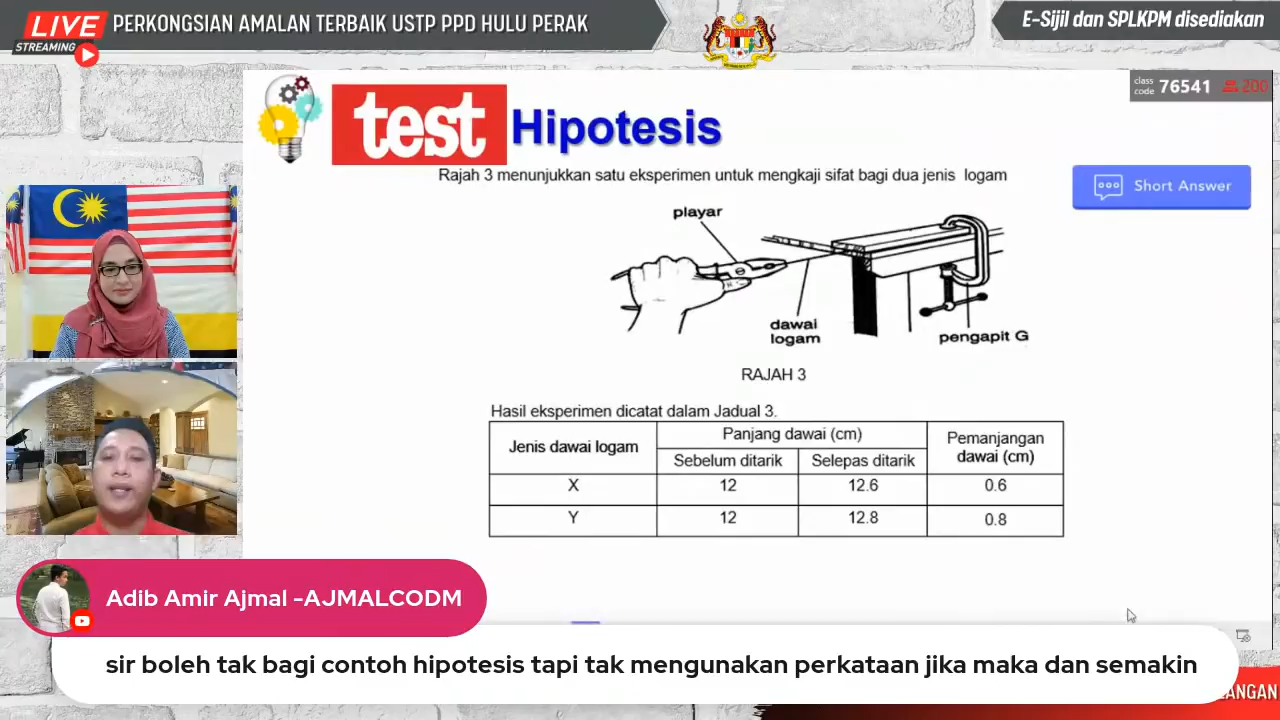 LIVE
STREAMING
PERKONGSIAN AMALAN TERBAIK USTP PPD HULU PERAK
E-Sijil dan SPLKPM disediakan
class code 76541 200
test Hipotesis
Rajah 3 menunjukkan satu eksperimen untuk mengkaji sifat bagi dua jenis logam
Short Answer
playar
dawai
logam
pengapit G
RAJAH 3
Hasil eksperimen dicatat dalam Jadual 3.
Jenis dawai logam
Panjang dawai (cm)
Pemanjangan
dawai (cm)
Sebelum ditarik Selepas ditarik
X 12 12.6 0.6
Y 12 12.8 0.8
Adib Amir Ajmal -AJMALCODM
sir boleh tak bagi contoh hipotesis tapi tak mengunakan perkataan jika maka dan semakin
ANGAN